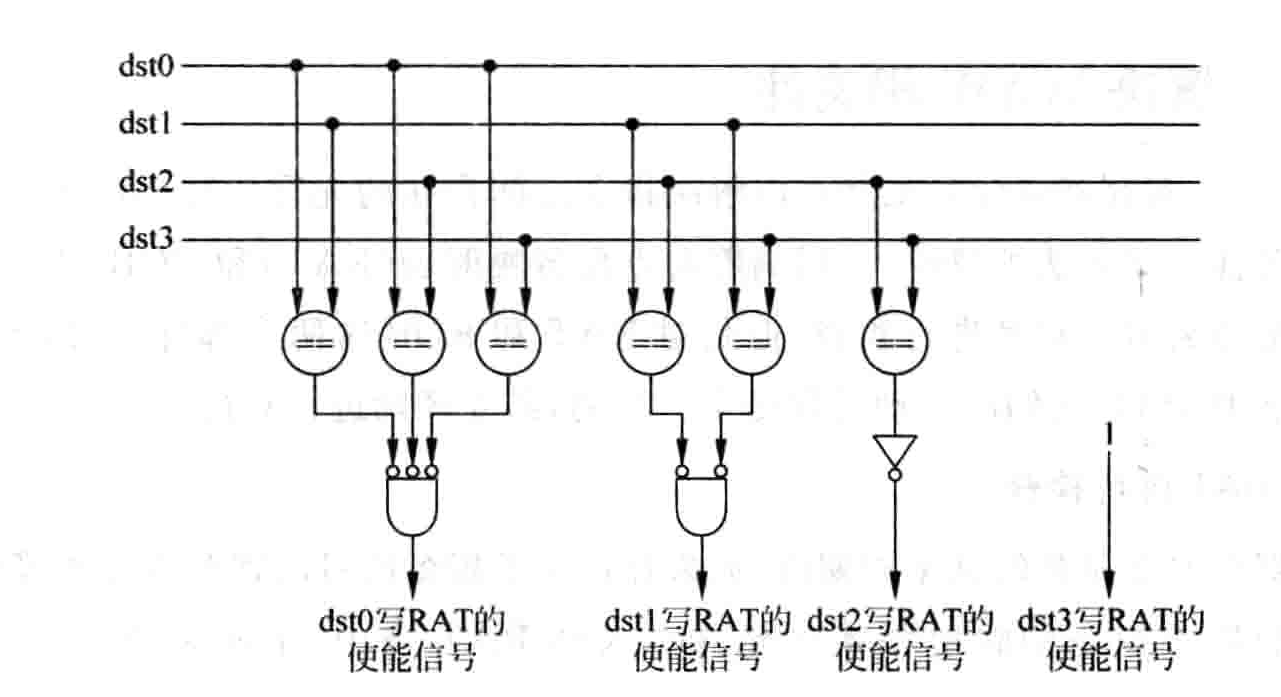 dst0
dst1
dst2
dst3
== == == == == ==
1
dst0写RAT的 dst1写RAT的 dst2写RAT的 dst3写RAT的
使能信号 使能信号 使能信号 使能信号